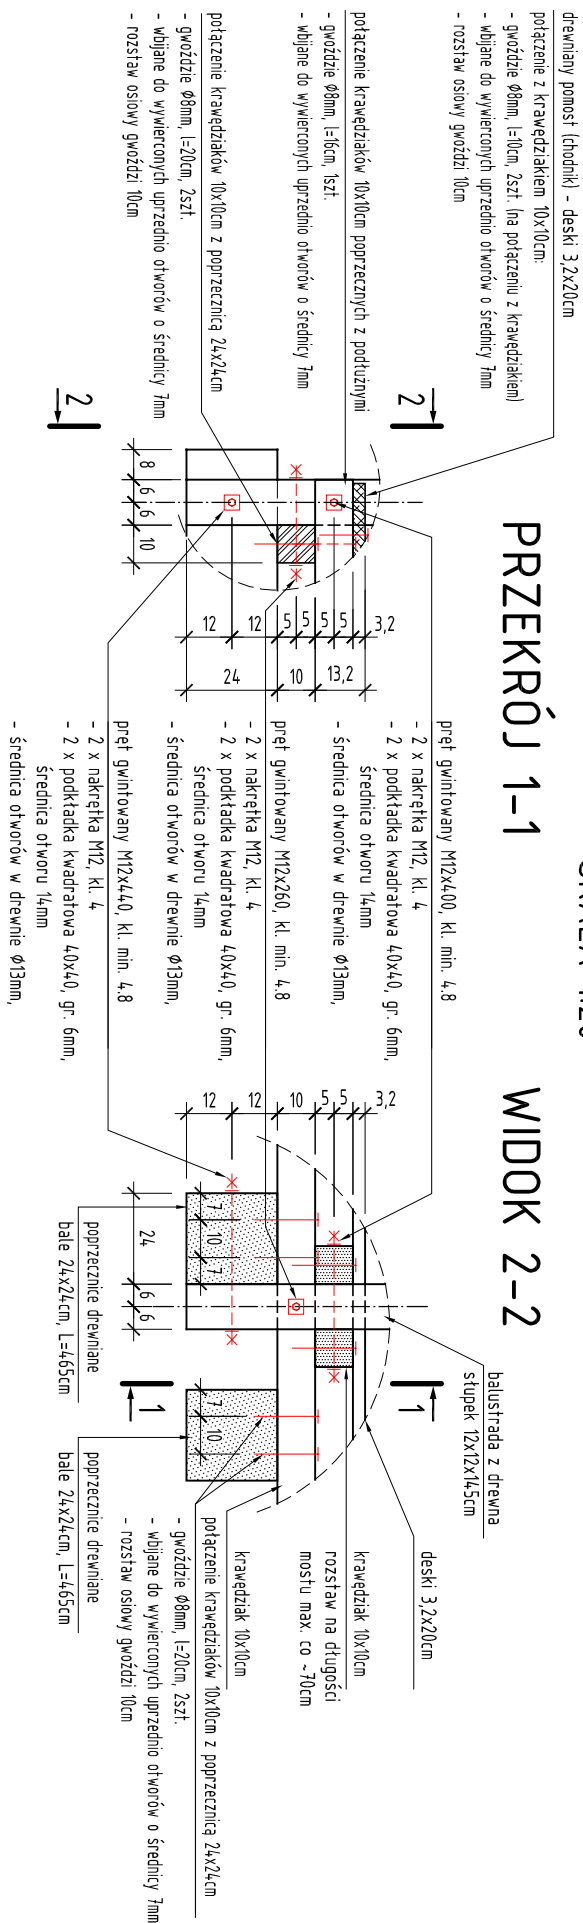 PRZEKRÓJ 1-1
WIDOK 2-2
drewniany pomost (chodnik) - deski 3,2x20cm
połączenie z krawędziakiem 10x10cm:
- gwoździe Ø8mm, l=10cm, 2szt. (na połączeniu z krawędziakiem)
- wbijane do wywierconych uprzednio otworów o średnicy 7mm
- rozstaw osiowy gwoździ 10cm
połączenie krawędziaków 10x10cm poprzecznych z podłużnymi
- gwoździe Ø8mm, l=16cm, 1szt.
- wbijane do wywierconych uprzednio otworów o średnicy 7mm
połączenie krawędziaków 10x10cm z poprzecznicą 24x24cm
- gwoździe Ø8mm, l=20cm, 2szt.
- wbijane do wywierconych uprzednio otworów o średnicy 7mm
- rozstaw osiowy gwoździ 10cm
2
2
8
6
6
10
12
12
5
5
5
5
3,2
24
10
13,2
pręt gwintowany M12x400, kl. min. 4.8
- 2 x nakrętka M12, kl. 4
- 2 x podkładka kwadratowa 40x40, gr. 6mm,
średnica otworu 14mm
- średnica otworów w drewnie Ø13mm,
pręt gwintowany M12x260, kl. min. 4.8
- 2 x nakrętka M12, kl. 4
- 2 x podkładka kwadratowa 40x40, gr. 6mm,
średnica otworu 14mm
- średnica otworów w drewnie Ø13mm,
pręt gwintowany M12x440, kl. min. 4.8
- 2 x nakrętka M12, kl. 4
- 2 x podkładka kwadratowa 40x40, gr. 6mm,
średnica otworu 14mm
- średnica otworów w drewnie Ø13mm,
12
12
10
5
5
3,2
7
10
7
24
6
6
7
10
1
1
balustrada z drewna
słupek 12x12x145cm
deski 3,2x20cm
krawędziak 10x10cm
rozstaw na długości
mostu max. co ~70cm
krawędziak 10x10cm
połączenie krawędziaków 10x10cm z poprzecznicą 24x24cm
- gwoździe Ø8mm, l=20cm, 2szt.
- wbijane do wywierconych uprzednio otworów o średnicy 7mm
- rozstaw osiowy gwoździ 10cm
poprzecznice drewniane
bale 24x24cm, L=465cm
poprzecznice drewniane
bale 24x24cm, L=465cm